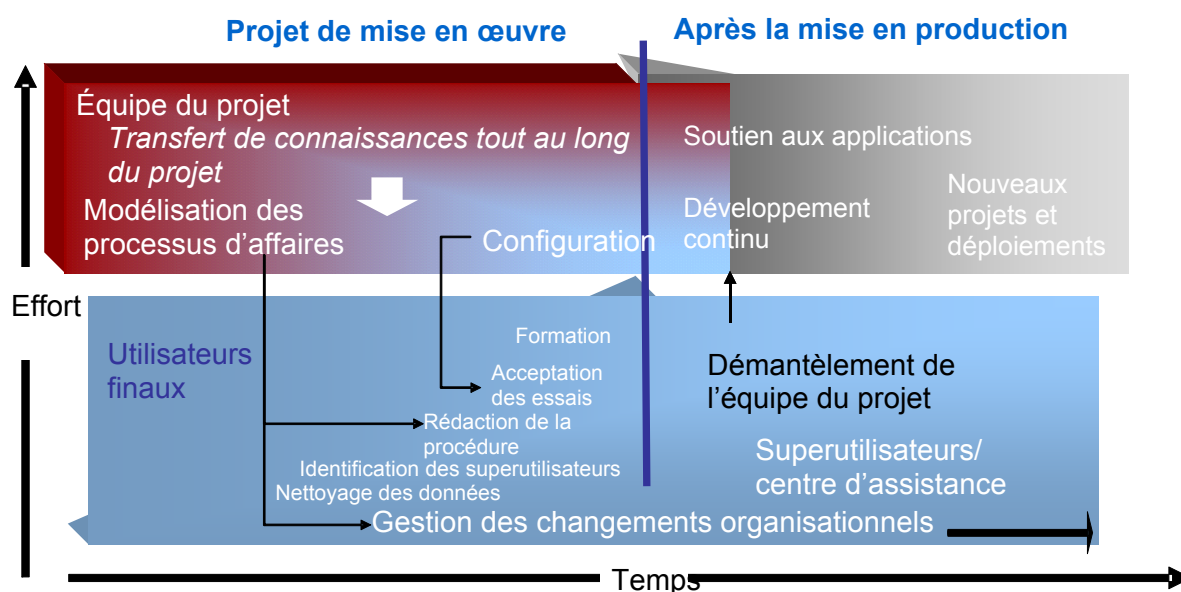 Projet de mise en œuvre
Après la mise en production
Équipe du projet
Transfert de connaissances tout au long
du projet
Modélisation des
processus d’affaires
Configuration
Soutien aux applications
Développement
continu
Nouveaux
projets et
déploiements
Effort
Utilisateurs
finaux
Formation
Acceptation
des essais
Rédaction de la
procédure
Identification des superutilisateurs
Nettoyage des données
Gestion des changements organisationnels
Démantèlement de
l’équipe du projet
Superutilisateurs/
centre d’assistance
Temps